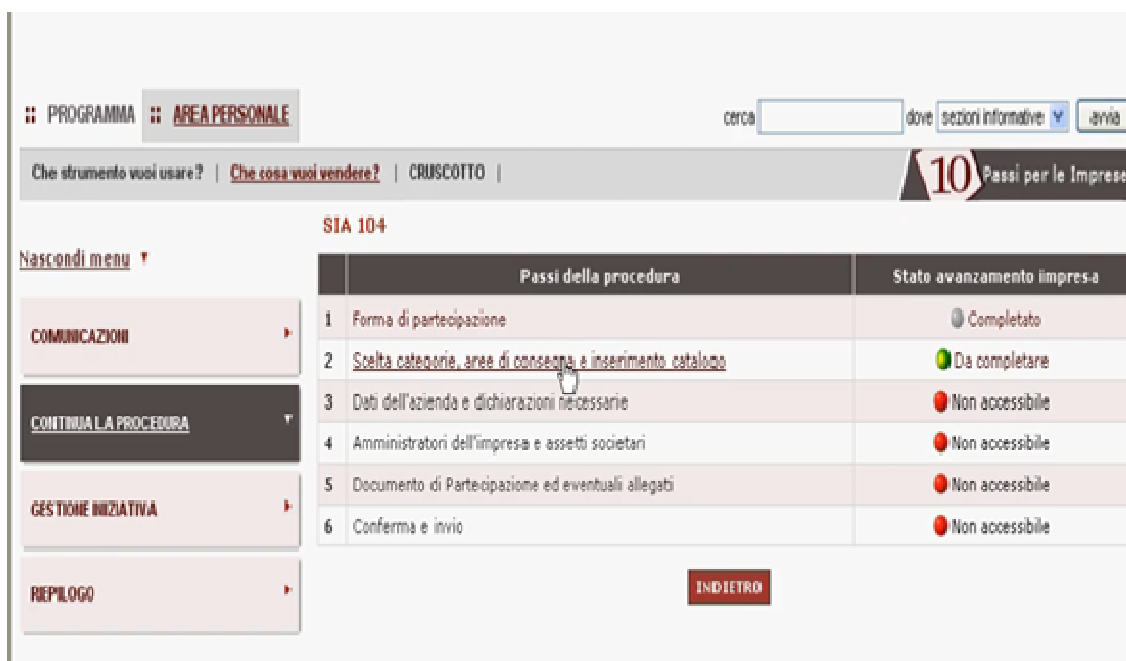 :: PROGRAMMA :: AREA PERSONALE cerca dove sezioni informative avvia
Che strumento vuoi usare? | Che cosa vuoi vendere? | CRUSCOTTO | 10 Passi per le Imprese
SIA 104
Nascondi menu
Passi della procedura Stato avanzamento impresa
1 Forma di partecipazione Completato
COMUNICAZIONI
2 Scelta categorie, aree di consegna e inserimento catalogo Da completare
3 Dati dell'azienda e dichiarazioni necessarie Non accessibile
CONTINUA LA PROCEDURA
4 Amministratori dell'impresa e assetti societari Non accessibile
5 Documento di Partecipazione ed eventuali allegati Non accessibile
GESTIONE INIZIATIVA
6 Conferma e invio Non accessibile
INDIETRO
RIEPILOGO